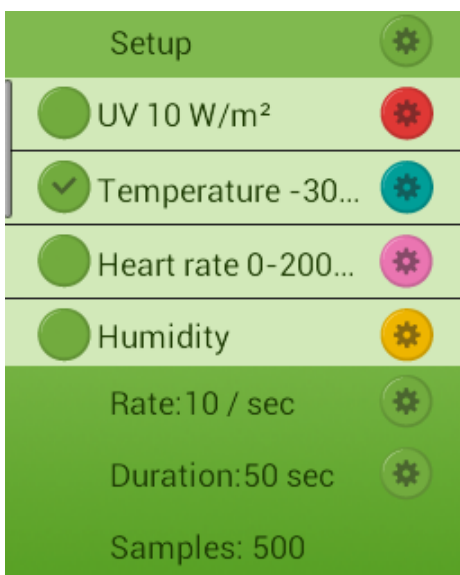 Setup
UV 10 W/m²
Temperature -30...
Heart rate 0-200...
Humidity
Rate:10 / sec
Duration:50 sec
Samples: 500